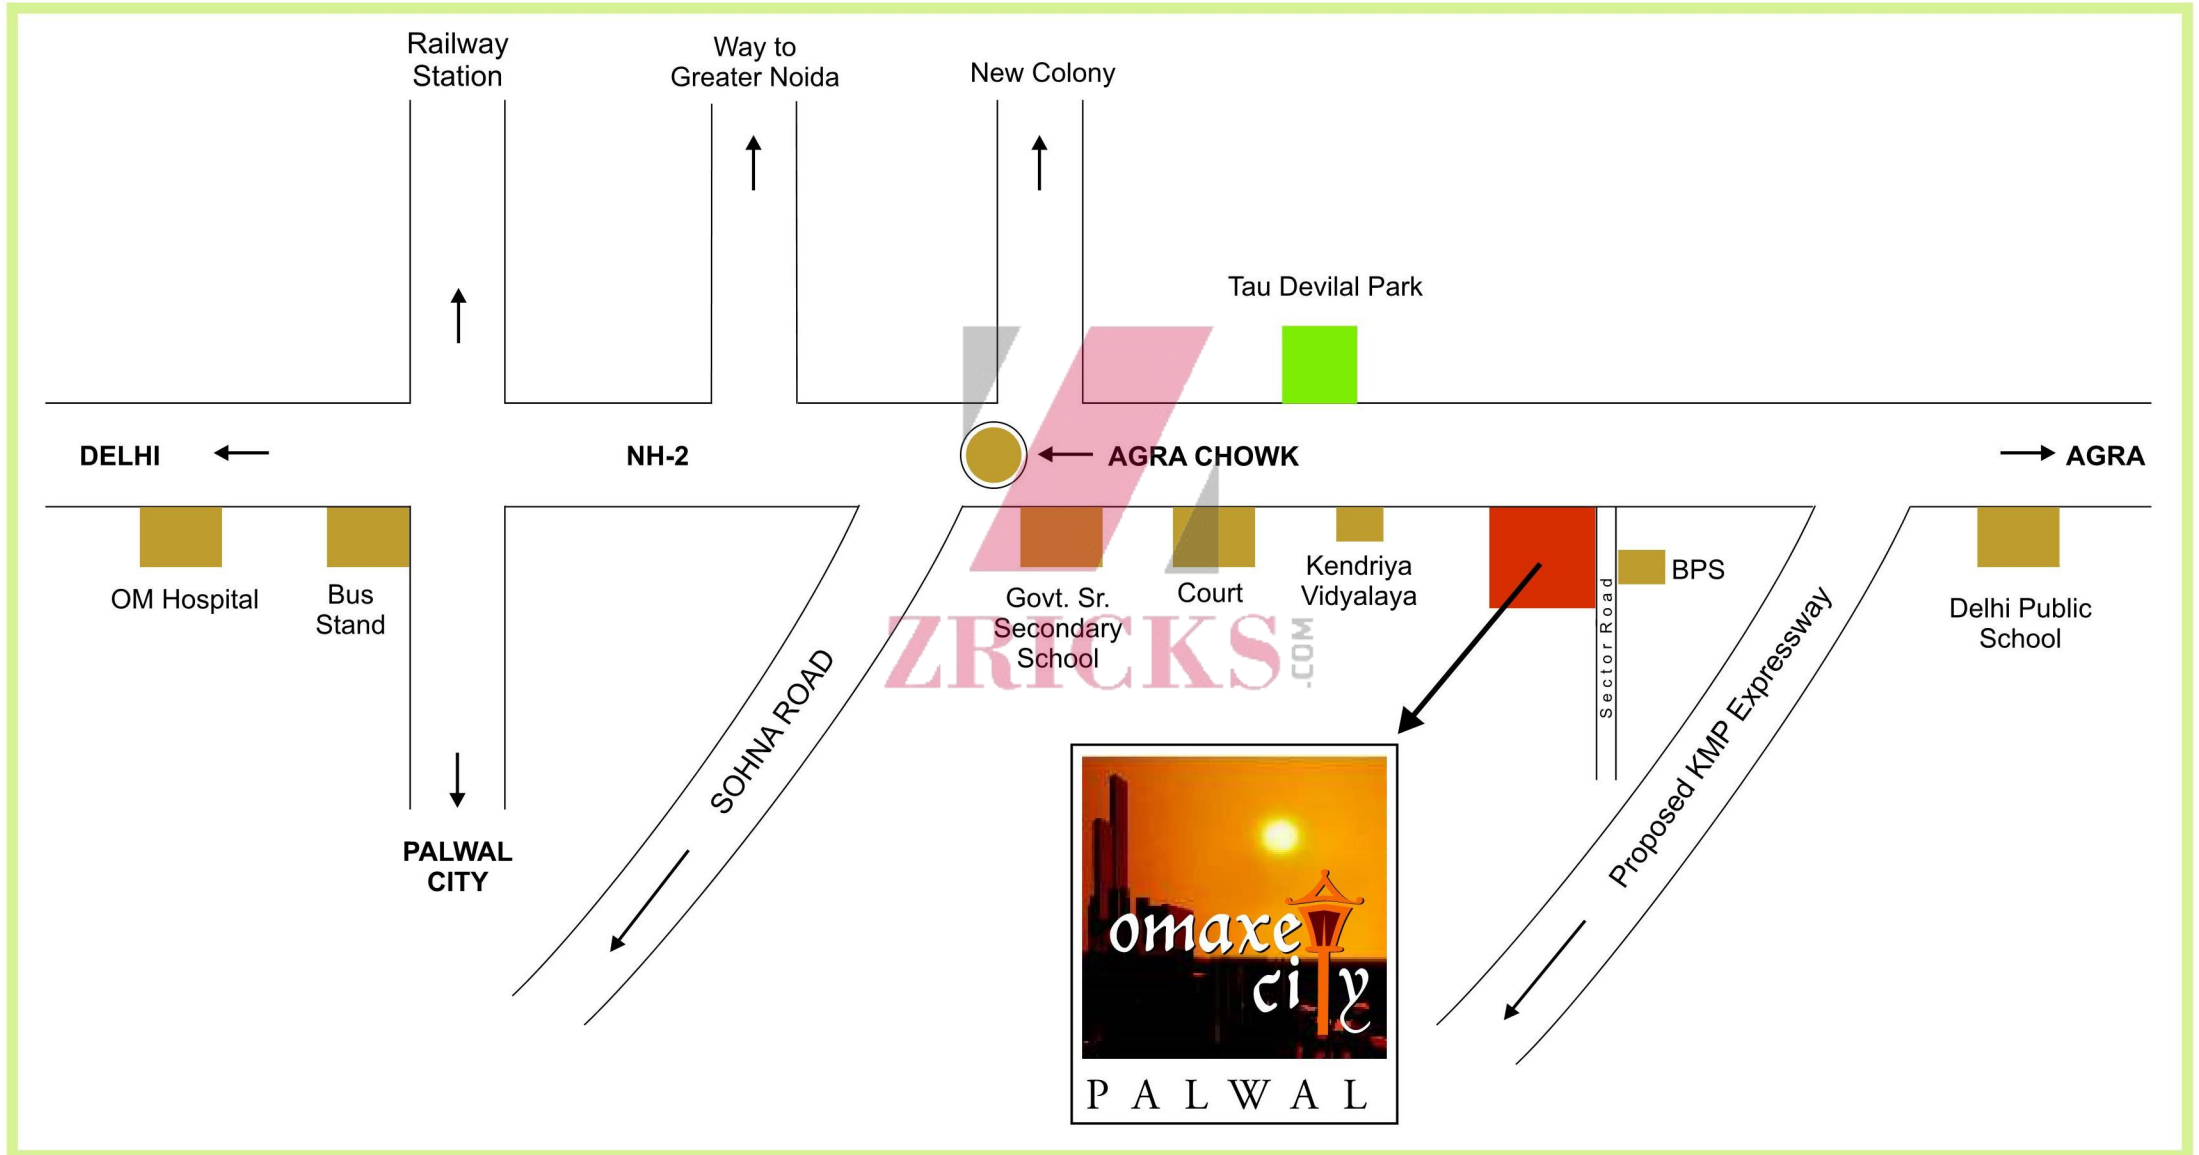 Railway
Station
Way to
Greater Noida
New Colony
Tau Devilal Park
DELHI
NH-2
AGRA CHOWK
AGRA
OM Hospital
Bus
Stand
Govt. Sr.
Secondary
School
Court
Kendriya
Vidyalaya
BPS
Sector Road
Delhi Public
School
ZRICKS.COM
SOHNA ROAD
Proposed KMP Expressway
PALWAL
CITY
omaxe
city
PALWAL